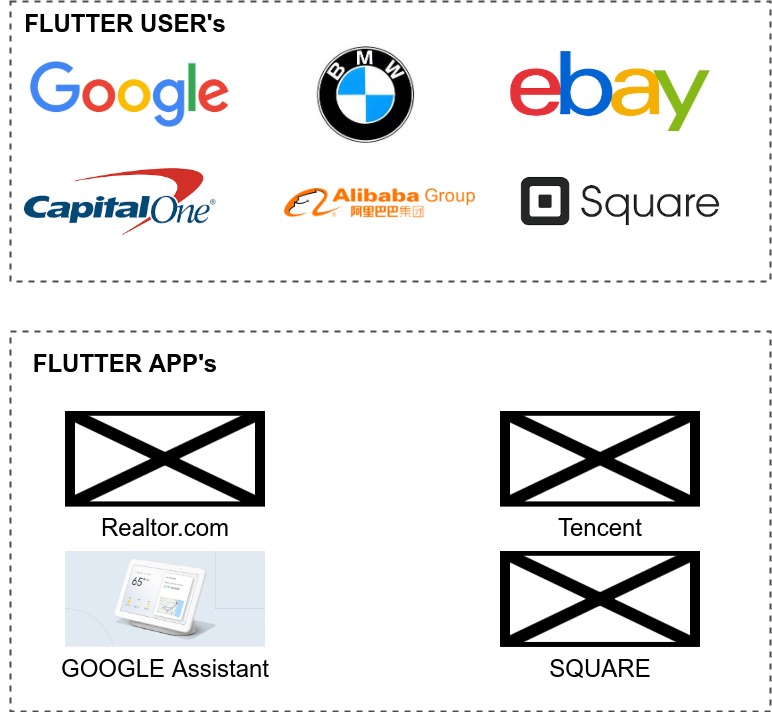 FLUTTER USER's
Google
BMW
ebay
CapitalOne®
Alibaba Group
阿里巴巴集团
Square
FLUTTER APP's
Realtor.com
Tencent
65°
GOOGLE Assistant
SQUARE